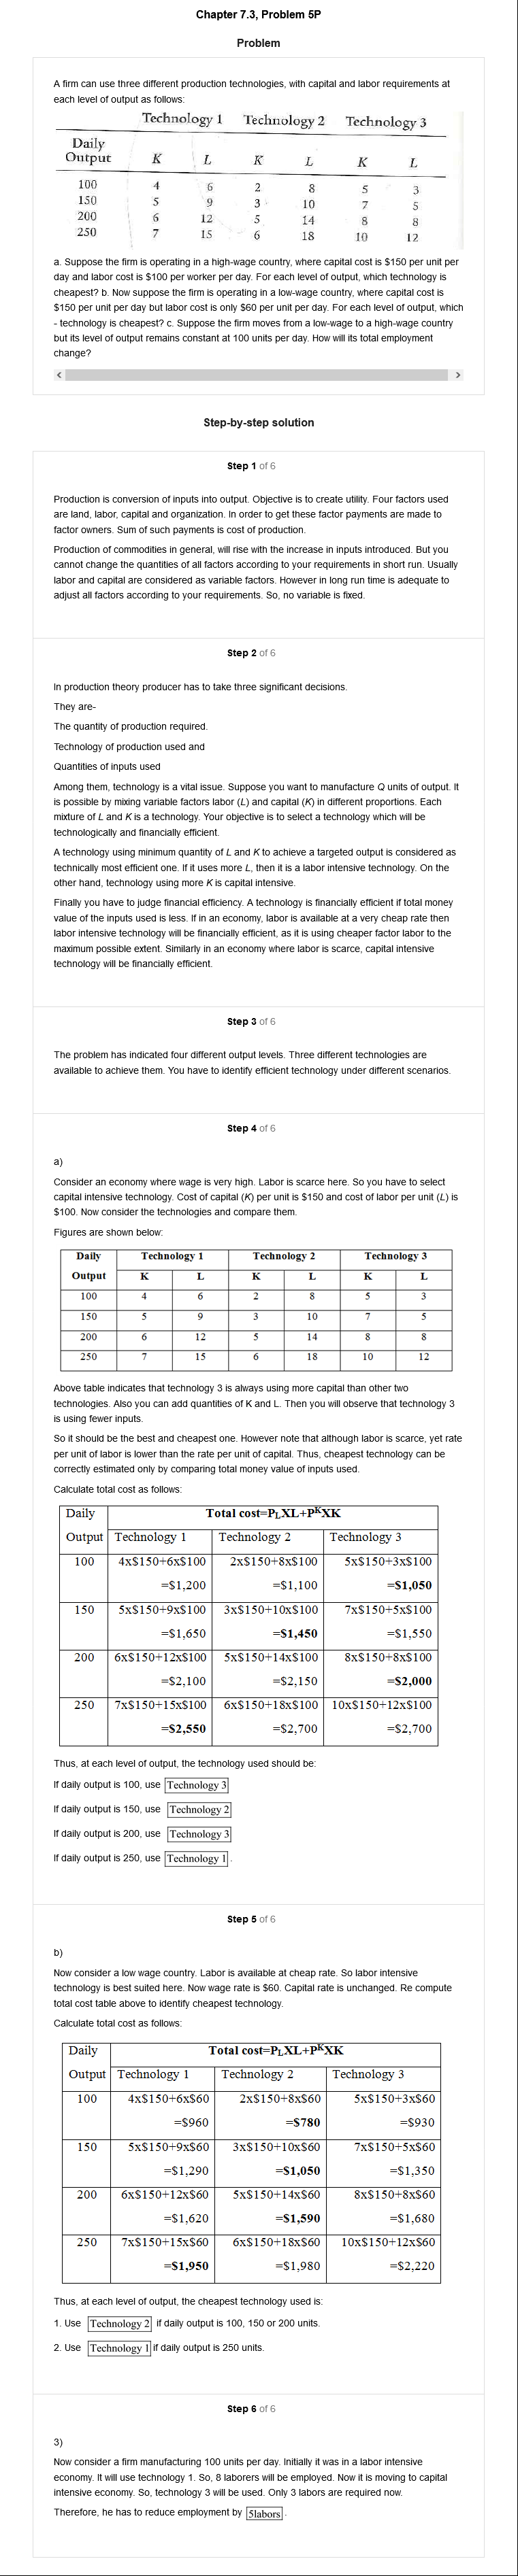 Chapter 7.3, Problem 5P
Problem
A firm can use three different production technologies, with capital and labor requirements at
each level of output as follows:
Technology 1 Technology 2 Technology 3
Daily
Output K L K L K L
100 4 6 2 8 5 3
150 5 9 3 10 7 5
200 6 12 5 14 8 8
250 7 15 6 18 10 12
a. Suppose the firm is operating in a high-wage country, where capital cost is $150 per unit per
day and labor cost is $100 per worker per day. For each level of output, which technology is
cheapest? b. Now suppose the firm is operating in a low-wage country, where capital cost is
$150 per unit per day but labor cost is only $60 per unit per day. For each level of output, which
- technology is cheapest? c. Suppose the firm moves from a low-wage to a high-wage country
but its level of output remains constant at 100 units per day. How will its total employment
change?
Step-by-step solution
Step 1 of 6
Production is conversion of inputs into output. Objective is to create utility. Four factors used
are land, labor, capital and organization. In order to get these factor payments are made to
factor owners. Sum of such payments is cost of production.
Production of commodities in general, will rise with the increase in inputs introduced. But you
cannot change the quantities of all factors according to your requirements in short run. Usually
labor and capital are considered as variable factors. However in long run time is adequate to
adjust all factors according to your requirements. So, no variable is fixed.
Step 2 of 6
In production theory producer has to take three significant decisions.
They are-
The quantity of production required.
Technology of production used and
Quantities of inputs used
Among them, technology is a vital issue. Suppose you want to manufacture Q units of output. It
is possible by mixing variable factors labor (L) and capital (K) in different proportions. Each
mixture of L and K is a technology. Your objective is to select a technology which will be
technologically and financially efficient.
A technology using minimum quantity of L and K to achieve a targeted output is considered as
technically most efficient one. If it uses more L, then it is a labor intensive technology. On the
other hand, technology using more K is capital intensive.
Finally you have to judge financial efficiency. A technology is financially efficient if total money
value of the inputs used is less. If in an economy, labor is available at a very cheap rate then
labor intensive technology will be financially efficient, as it is using cheaper factor labor to the
maximum possible extent. Similarly in an economy where labor is scarce, capital intensive
technology will be financially efficient.
Step 3 of 6
The problem has indicated four different output levels. Three different technologies are
available to achieve them. You have to identify efficient technology under different scenarios.
Step 4 of 6
a)
Consider an economy where wage is very high. Labor is scarce here. So you have to select
capital intensive technology. Cost of capital (K) per unit is $150 and cost of labor per unit (L) is
$100. Now consider the technologies and compare them.
Figures are shown below:
Daily Technology 1 Technology 2 Technology 3
Output K L K L K L
100 4 6 2 8 5 3
150 5 9 3 10 7 5
200 6 12 5 14 8 8
250 7 15 6 18 10 12
Above table indicates that technology 3 is always using more capital than other two
technologies. Also you can add quantities of K and L. Then you will observe that technology 3
is using fewer inputs.
So it should be the best and cheapest one. However note that although labor is scarce, yet rate
per unit of labor is lower than the rate per unit of capital. Thus, cheapest technology can be
correctly estimated only by comparing total money value of inputs used.
Calculate total cost as follows:
Daily Total cost=PLXL+PKXK
Output Technology 1 Technology 2 Technology 3
100 4x$150+6x$100 2x$150+8x$100 5x$150+3x$100
=$1,200 =$1,100 =$1,050
150 5x$150+9x$100 3x$150+10x$100 7x$150+5x$100
=$1,650 =$1,450 =$1,550
200 6x$150+12x$100 5x$150+14x$100 8x$150+8x$100
=$2,100 =$2,150 =$2,000
250 7x$150+15x$100 6x$150+18x$100 10x$150+12x$100
=$2,550 =$2,700 =$2,700
Thus, at each level of output, the technology used should be:
If daily output is 100, use Technology 3
If daily output is 150, use Technology 2
If daily output is 200, use Technology 3
If daily output is 250, use Technology 1.
Step 5 of 6
b)
Now consider a low wage country. Labor is available at cheap rate. So labor intensive
technology is best suited here. Now wage rate is $60. Capital rate is unchanged. Re compute
total cost table above to identify cheapest technology.
Calculate total cost as follows:
Daily Total cost=PLXL+PKXK
Output Technology 1 Technology 2 Technology 3
100 4x$150+6x$60 2x$150+8x$60 5x$150+3x$60
=$960 =$780 =$930
150 5x$150+9x$60 3x$150+10x$60 7x$150+5x$60
=$1,290 =$1,050 =$1,350
200 6x$150+12x$60 5x$150+14x$60 8x$150+8x$60
=$1,620 =$1,590 =$1,680
250 7x$150+15x$60 6x$150+18x$60 10x$150+12x$60
=$1,950 =$1,980 =$2,220
Thus, at each level of output, the cheapest technology used is:
1. Use Technology 2 if daily output is 100, 150 or 200 units.
2. Use Technology 1 if daily output is 250 units.
Step 6 of 6
3)
Now consider a firm manufacturing 100 units per day. Initially it was in a labor intensive
economy. It will use technology 1. So, 8 laborers will be employed. Now it is moving to capital
intensive economy. So, technology 3 will be used. Only 3 labors are required now.
Therefore, he has to reduce employment by 5labors.